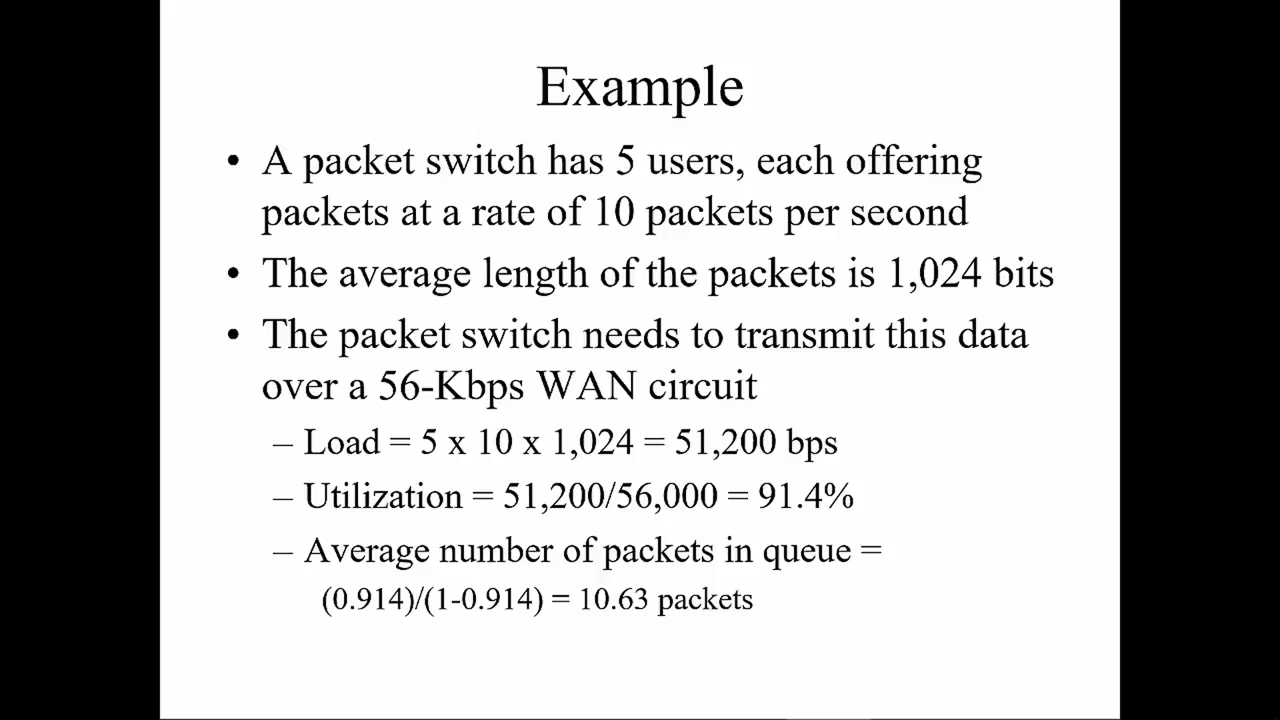 Example
• A packet switch has 5 users, each offering
packets at a rate of 10 packets per second
• The average length of the packets is 1,024 bits
• The packet switch needs to transmit this data
over a 56-Kbps WAN circuit
– Load = 5 x 10 x 1,024 = 51,200 bps
– Utilization = 51,200/56,000 = 91.4%
– Average number of packets in queue =
(0.914)/(1-0.914) = 10.63 packets